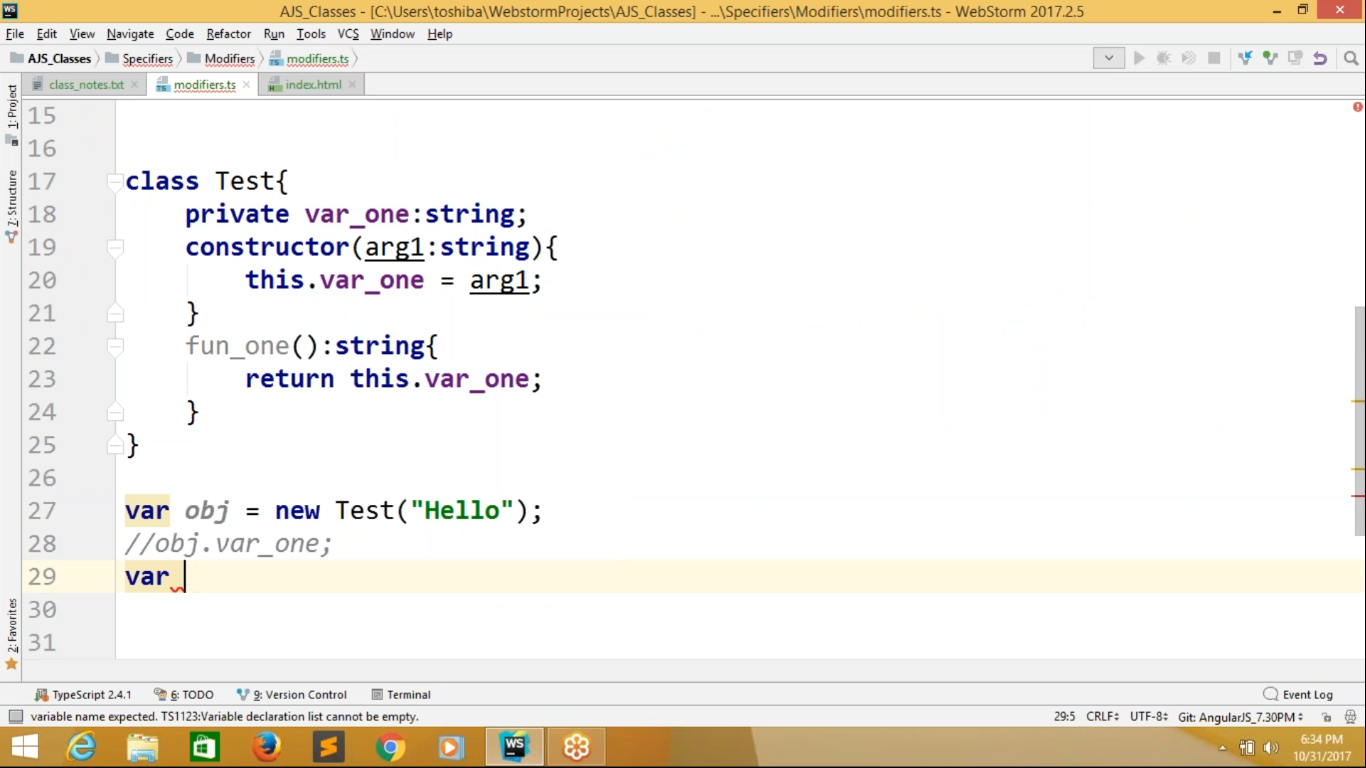 AJS_Classes - [C:\Users\toshiba\WebstormProjects\AJS_Classes] - ...\Specifiers\Modifiers\modifiers.ts - WebStorm 2017.2.5
File Edit View Navigate Code Refactor Run Tools VCS Window Help
AJS_Classes Specifiers Modifiers modifiers.ts
class_notes.txt modifiers.ts index.html
1: Project
Z: Structure
2: Favorites
15
16
17 class Test{
18 private var_one:string;
19 constructor(arg1:string){
20 this.var_one = arg1;
21 }
22 fun_one():string{
23 return this.var_one;
24 }
25 }
26
27 var obj = new Test("Hello");
28 //obj.var_one;
29 var
30
31
TypeScript 2.4.1 6: TODO 9: Version Control Terminal Event Log
variable name expected. TS1123:Variable declaration list cannot be empty. 29:5 CRLF UTF-8 Git: AngularJS_7.30PM
6:34 PM
10/31/2017